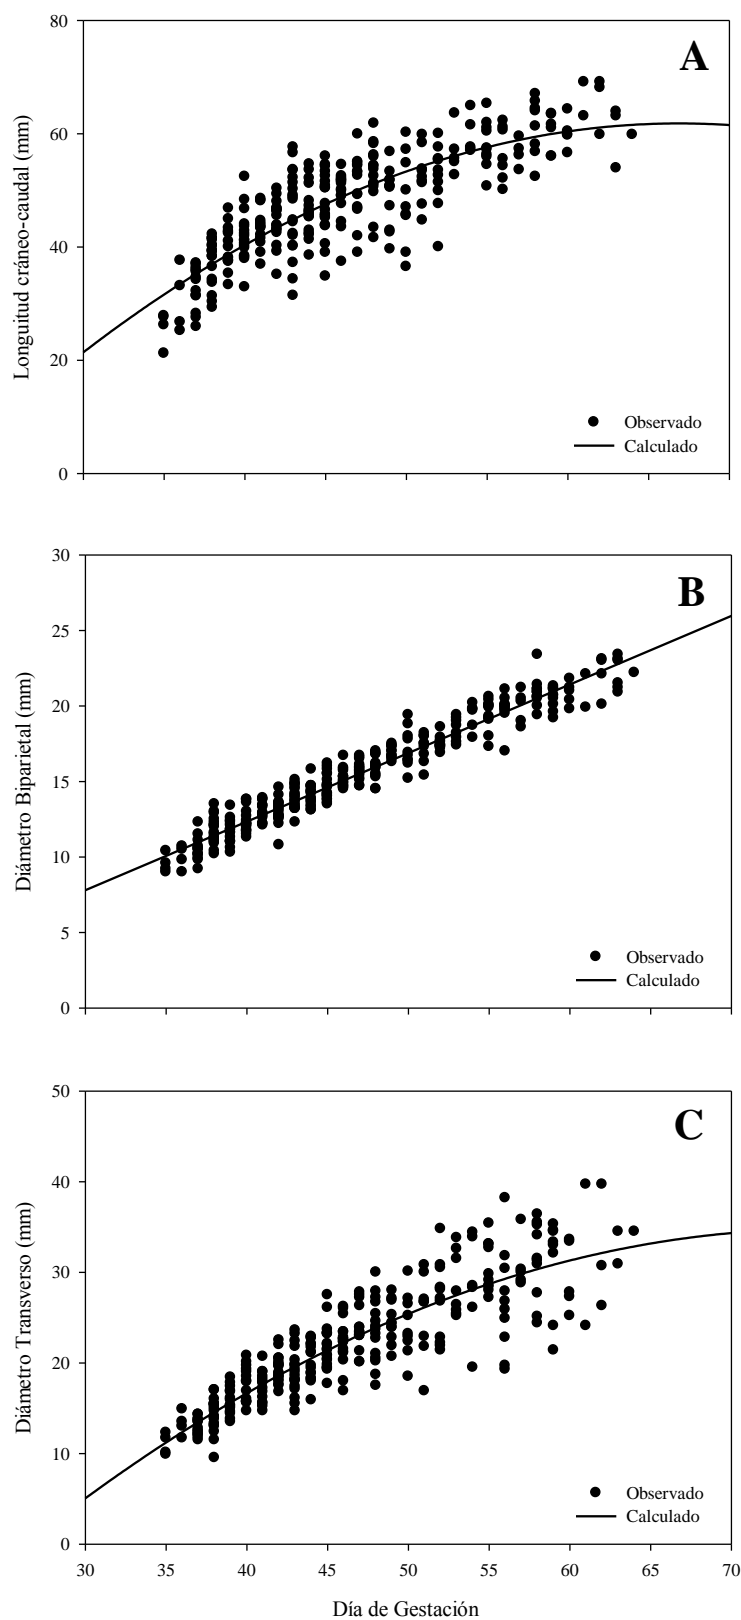 80
A
60
Longuitud cráneo-caudal (mm)
40
20
Observado
Calculado
0
30
B
25
20
Diámetro Biparietal (mm)
15
10
5
Observado
Calculado
0
50
C
40
30
Diámetro Transverso (mm)
20
10
Observado
Calculado
0
30 35 40 45 50 55 60 65 70
Día de Gestación